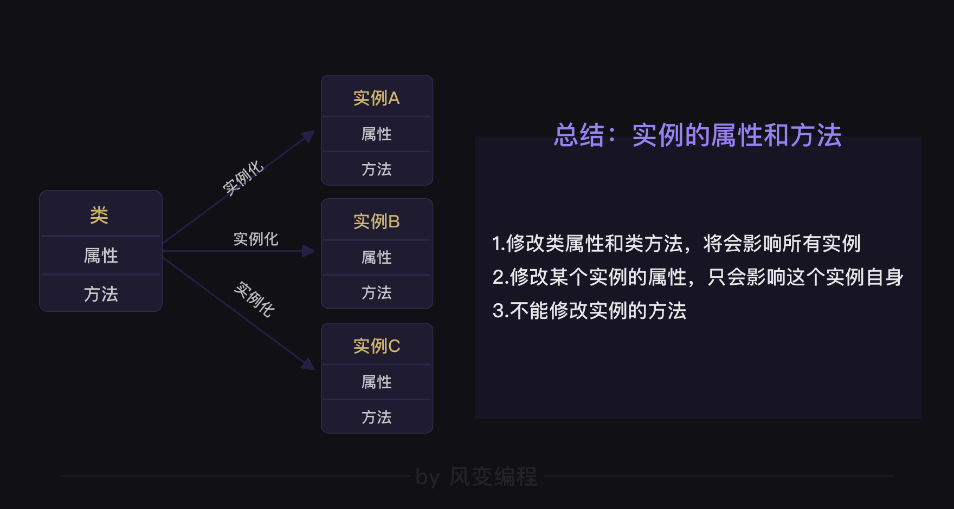 类
属性
方法
实例化
实例化
实例化
实例A
属性
方法
实例B
属性
方法
实例C
属性
方法
总结：实例的属性和方法
1.修改类属性和类方法，将会影响所有实例
2.修改某个实例的属性，只会影响这个实例自身
3.不能修改实例的方法
by 风变编程